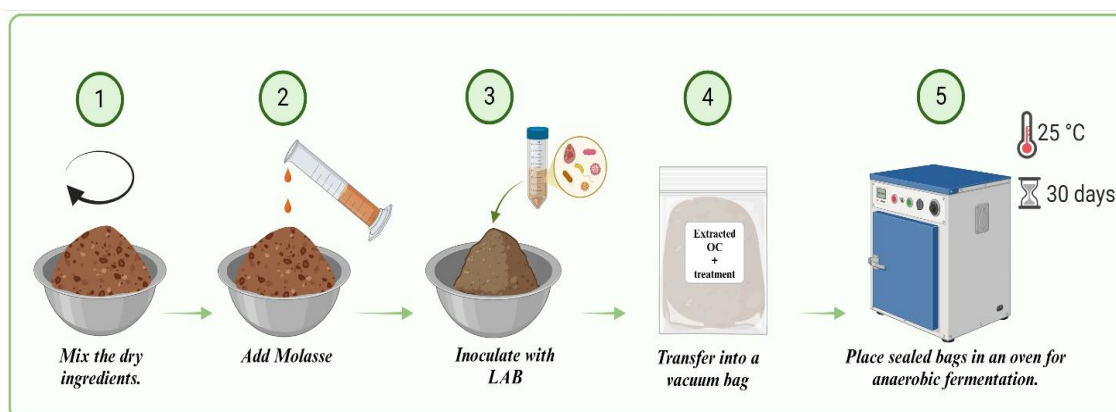 1
2
3
4
5
25 °C
30 days
Extracted
OC
+
treatment
Mix the dry
ingredients.
Add Molasse
Inoculate with
LAB
Transfer into a
vacuum bag
Place sealed bags in an oven for
anaerobic fermentation.